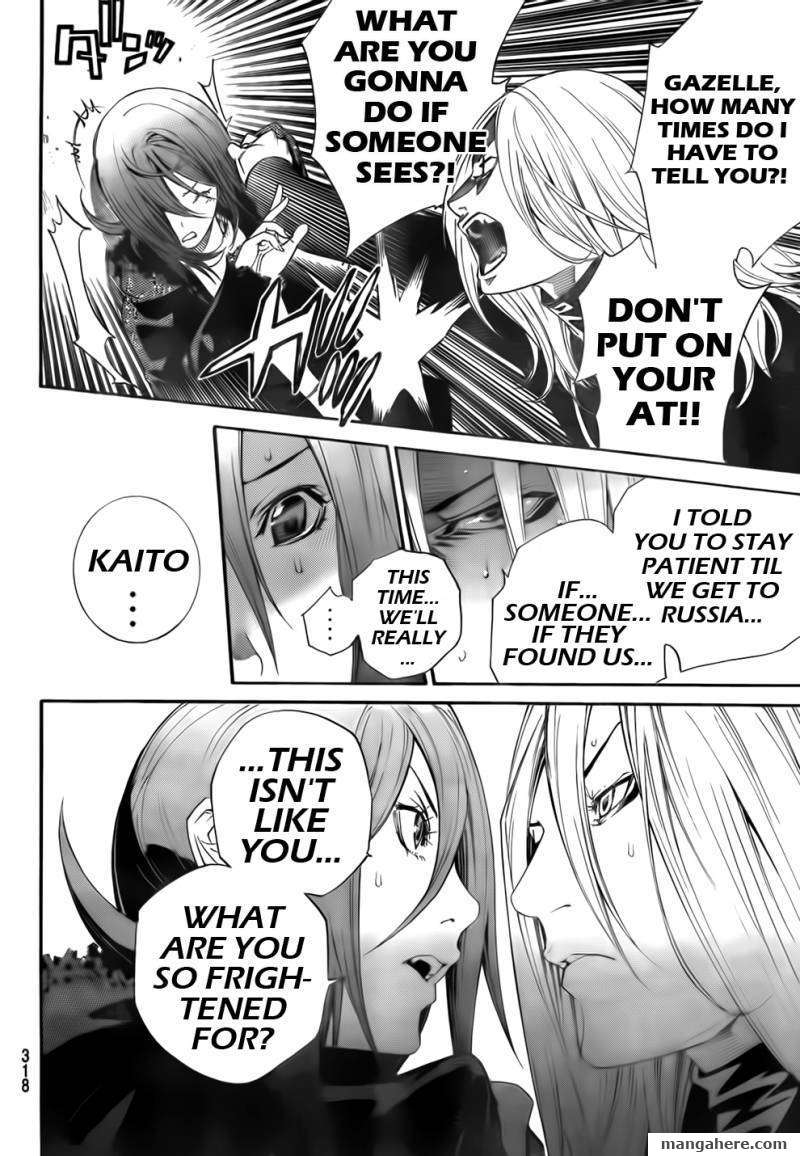 GAZELLE,
HOW MANY
TIMES DO I
HAVE TO
TELL YOU?!
WHAT
ARE YOU
GONNA
DO IF
SOMEONE
SEES?!
DON'T
PUT ON
YOUR
AT!!
I TOLD
YOU TO STAY
PATIENT TIL
WE GET TO
RUSSIA...
IF...
SOMEONE...
IF THEY
FOUND US...
THIS
TIME...
WE'LL
REALLY
...
...
KAITO
...
...THIS
ISN'T
LIKE
YOU...
WHAT
ARE YOU
SO FRIGH-
TENED
FOR?
318
mangahere.com